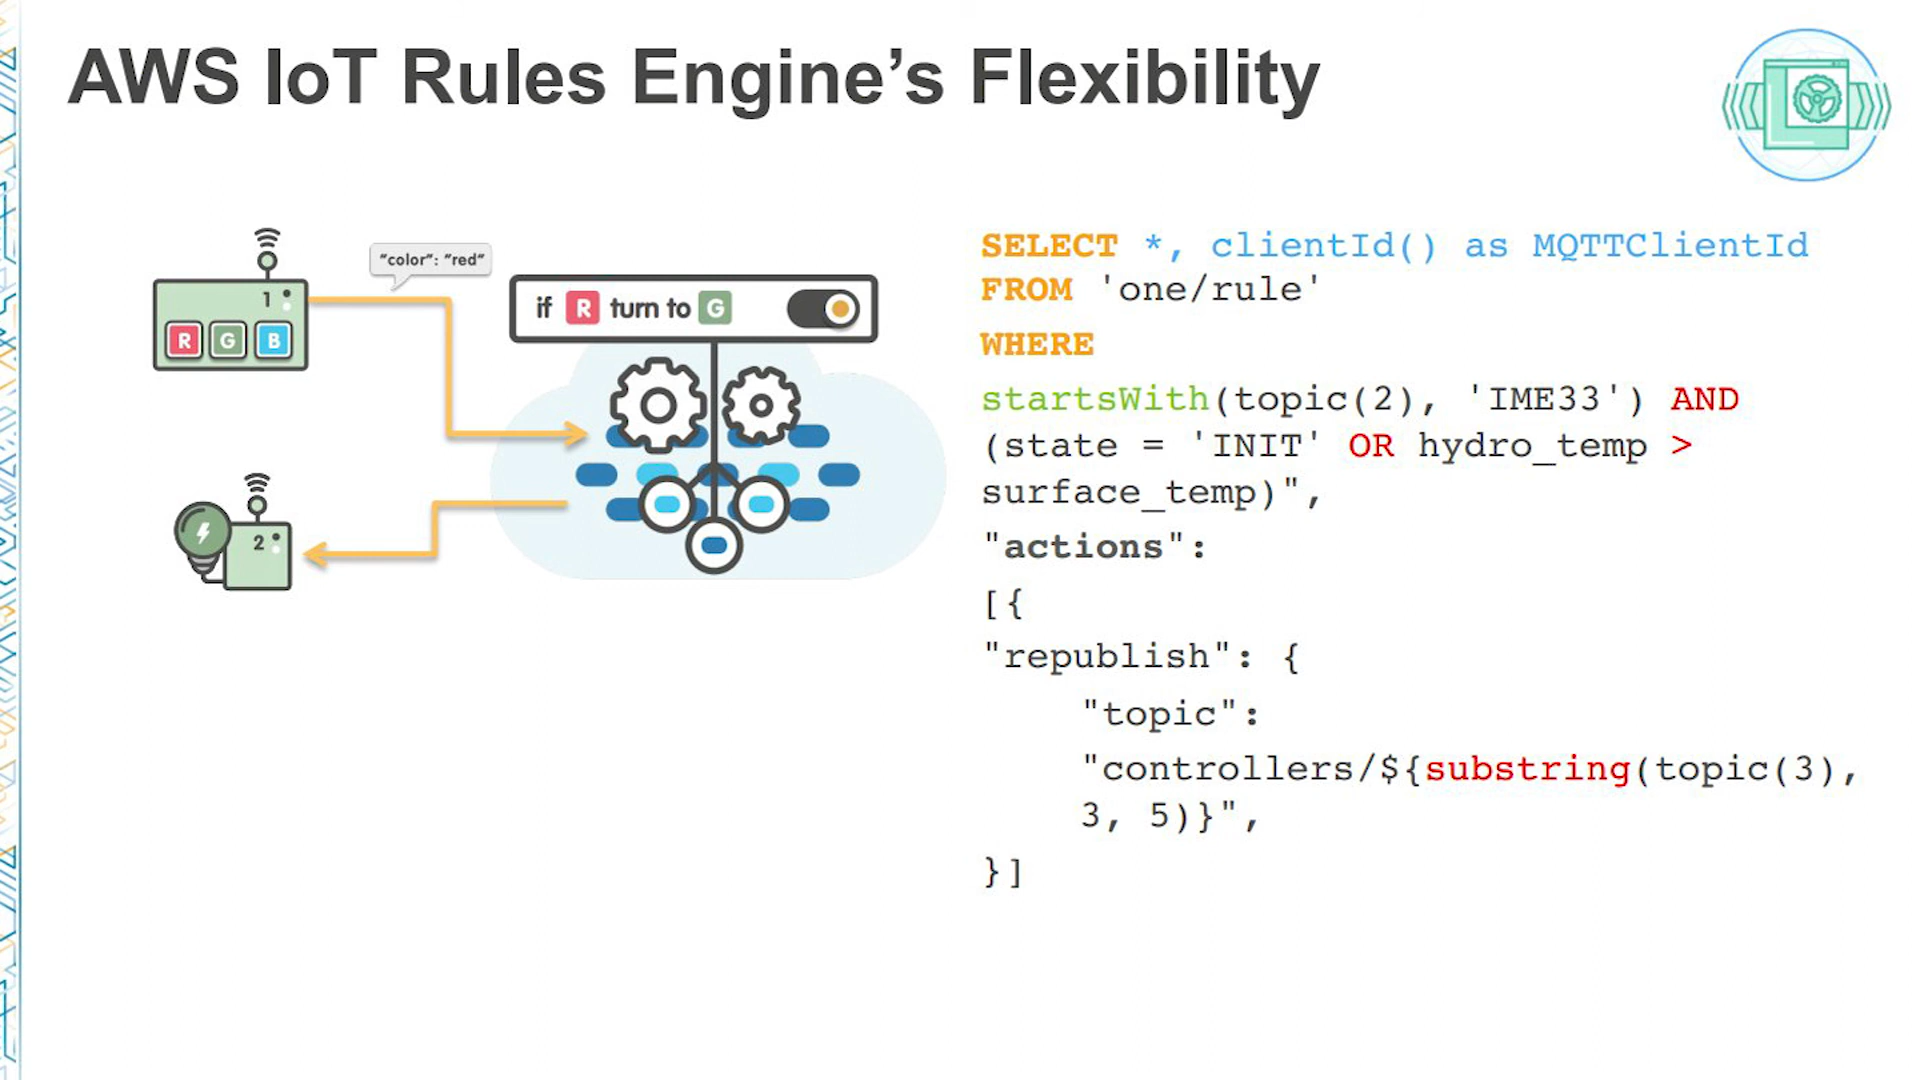 AWS IoT Rules Engine’s Flexibility
1
R G B
“color”: “red”
if R turn to G
2
SELECT *, clientId() as MQTTClientId
FROM 'one/rule'
WHERE
startsWith(topic(2), 'IME33') AND
(state = 'INIT' OR hydro_temp >
surface_temp)",
"actions":
[{
"republish": {
"topic":
"controllers/${substring(topic(3),
3, 5)}",
}]